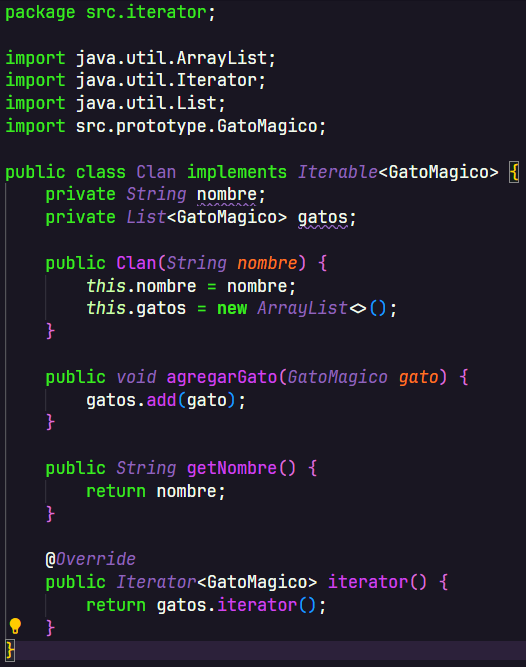 package src.iterator;
import java.util.ArrayList;
import java.util.Iterator;
import java.util.List;
import src.prototype.GatoMagico;
public class Clan implements Iterable<GatoMagico> {
    private String nombre;
    private List<GatoMagico> gatos;
    public Clan(String nombre) {
        this.nombre = nombre;
        this.gatos = new ArrayList<>();
    }
    public void agregarGato(GatoMagico gato) {
        gatos.add(gato);
    }
    public String getNombre() {
        return nombre;
    }
    @Override
    public Iterator<GatoMagico> iterator() {
        return gatos.iterator();
    }
}